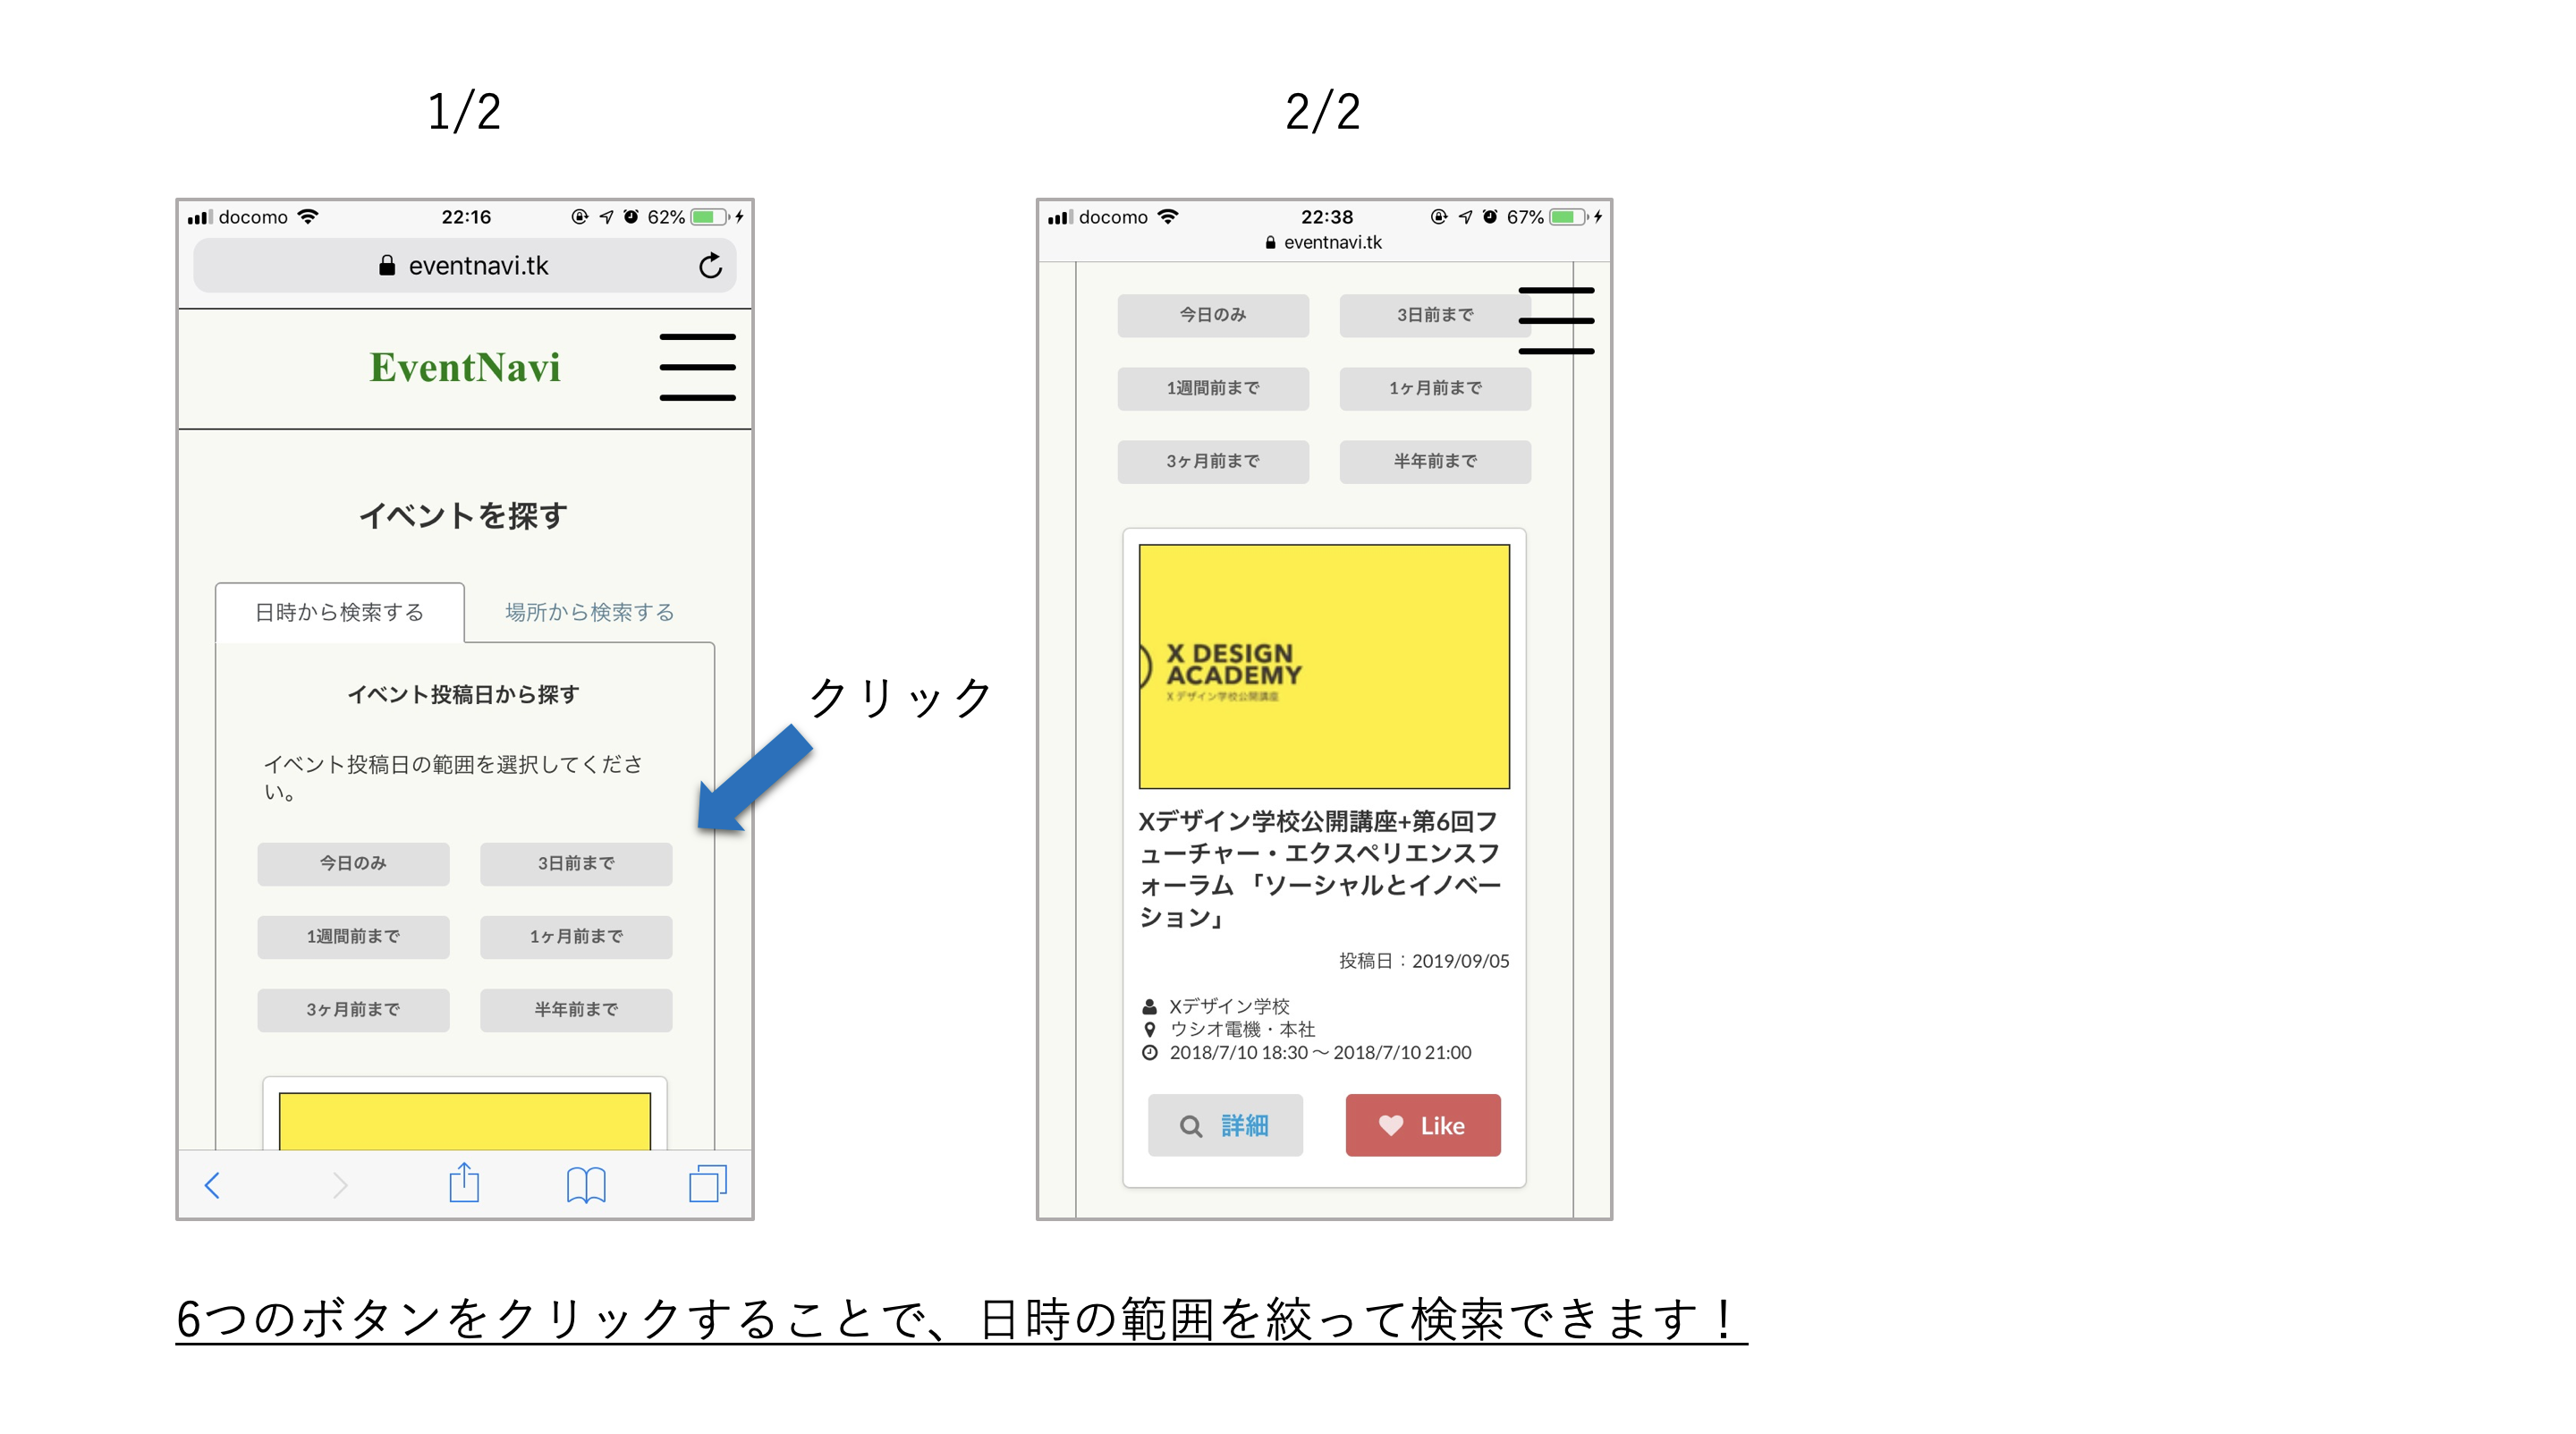 1/2
docomo 22:16 62%
eventnavi.tk
EventNavi
イベントを探す
日時から検索する 場所から検索する
イベント投稿日から探す
イベント投稿日の範囲を選択してくださ
い。
今日のみ 3日前まで
1週間前まで 1ヶ月前まで
3ヶ月前まで 半年前まで
クリック
2/2
docomo 22:38 67%
eventnavi.tk
今日のみ 3日前まで
1週間前まで 1ヶ月前まで
3ヶ月前まで 半年前まで
X DESIGN
ACADEMY
X デザイン学校公開講座
Xデザイン学校公開講座+第6回フ
ューチャー・エクスペリエンスフ
ォーラム 「ソーシャルとイノベー
ション」
投稿日：2019/09/05
Xデザイン学校
ウシオ電機・本社
2018/7/10 18:30 〜 2018/7/10 21:00
詳細 Like
6つのボタンをクリックすることで、日時の範囲を絞って検索できます！